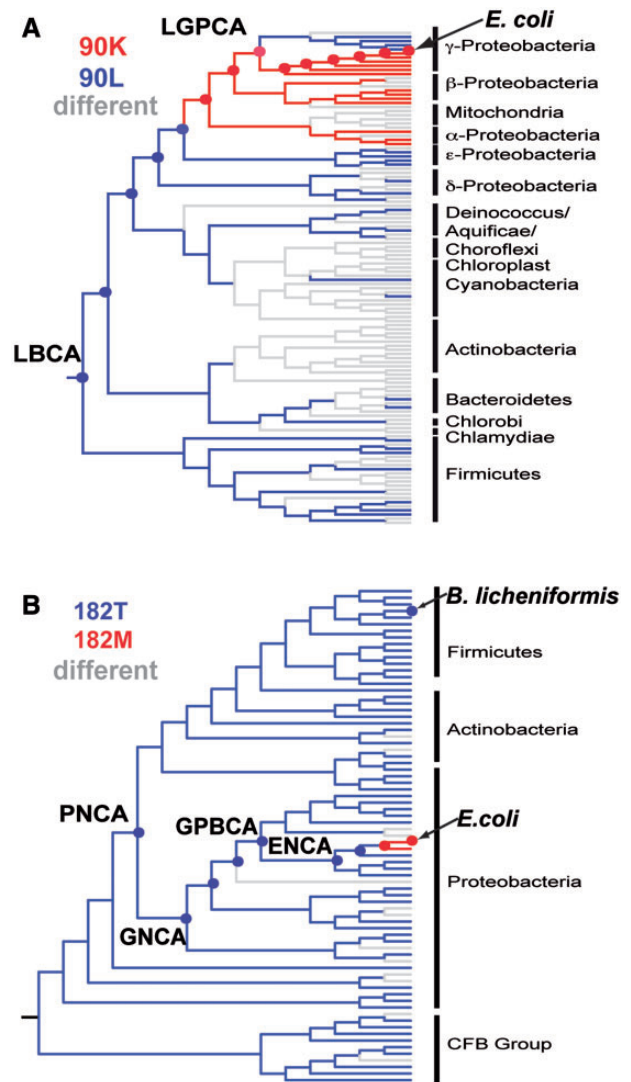 A
90K
90L
different
LGPCA
LBCA
E. coli
γ-Proteobacteria
β-Proteobacteria
Mitochondria
α-Proteobacteria
ε-Proteobacteria
δ-Proteobacteria
Deinococcus/
Aquificae/
Choroflexi
Chloroplast
Cyanobacteria
Actinobacteria
Bacteroidetes
Chlorobi
Chlamydiae
Firmicutes
B
182T
182M
different
PNCA
GPBCA
ENCA
GNCA
B. licheniformis
Firmicutes
Actinobacteria
E.coli
Proteobacteria
CFB Group